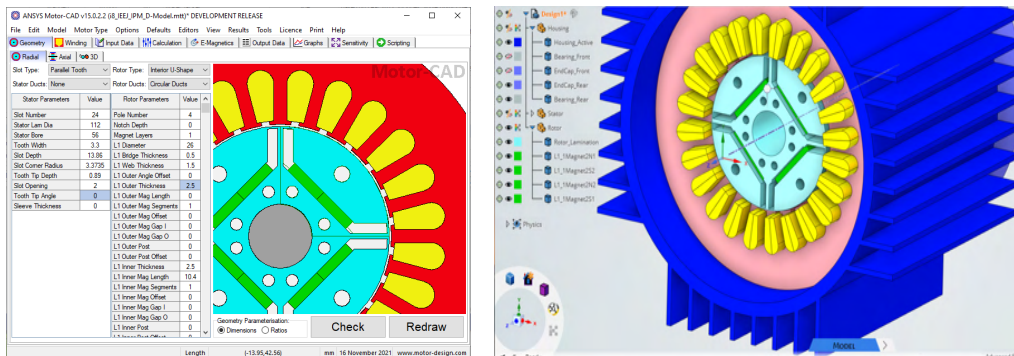 ANSYS Motor-CAD v15.0.2.2 (i8_IEEJ_IPM_D-Model.mtt)* DEVELOPMENT RELEASE
File Edit Model Motor Type Options Defaults Editors View Results Tools Licence Print Help
Geometry Winding Input Data Calculation E-Magnetics Output Data Graphs Sensitivity Scripting
Radial Axial 3D
Slot Type: Parallel Tooth Rotor Type: Interior U-Shape
Stator Ducts: None Rotor Ducts: Circular Ducts
Motor-CAD
Stator Parameters Value Rotor Parameters Value
Slot Number 24 Pole Number 4
Stator Lam Dia 112 Notch Depth 0
Stator Bore 56 Magnet Layers 1
Tooth Width 3.3 L1 Diameter 26
Slot Depth 13.86 L1 Bridge Thickness 0.5
Slot Corner Radius 3.3735 L1 Web Thickness 1.5
Tooth Tip Depth 0.89 L1 Outer Angle Offset 0
Slot Opening 2 L1 Outer Thickness 2.5
Tooth Tip Angle 0 L1 Outer Mag Length 0
Sleeve Thickness 0 L1 Outer Mag Segments 1
L1 Outer Mag Offset 0
L1 Outer Mag Gap I 0
L1 Outer Mag Gap O 0
L1 Outer Post 0
L1 Outer Post Offset 0
L1 Inner Thickness 2.5
L1 Inner Mag Length 10.4
L1 Inner Mag Segments 1
L1 Inner Mag Offset 0
L1 Inner Mag Gap I 0
L1 Inner Mag Gap O 0
L1 Inner Post 0
Geometry Parameterisation:
Dimensions Ratios
Check Redraw
Length (-13.95,42.56) mm 16 November 2021 www.motor-design.com
Design1*
Housing
Housing_Active
Bearing_Front
EndCap_Front
EndCap_Rear
Bearing_Rear
Stator
Rotor
Rotor_Lamination
L1_1Magnet2N1
L1_1Magnet2S2
L1_1Magnet2N2
L1_1Magnet2S1
Physics
MODEL